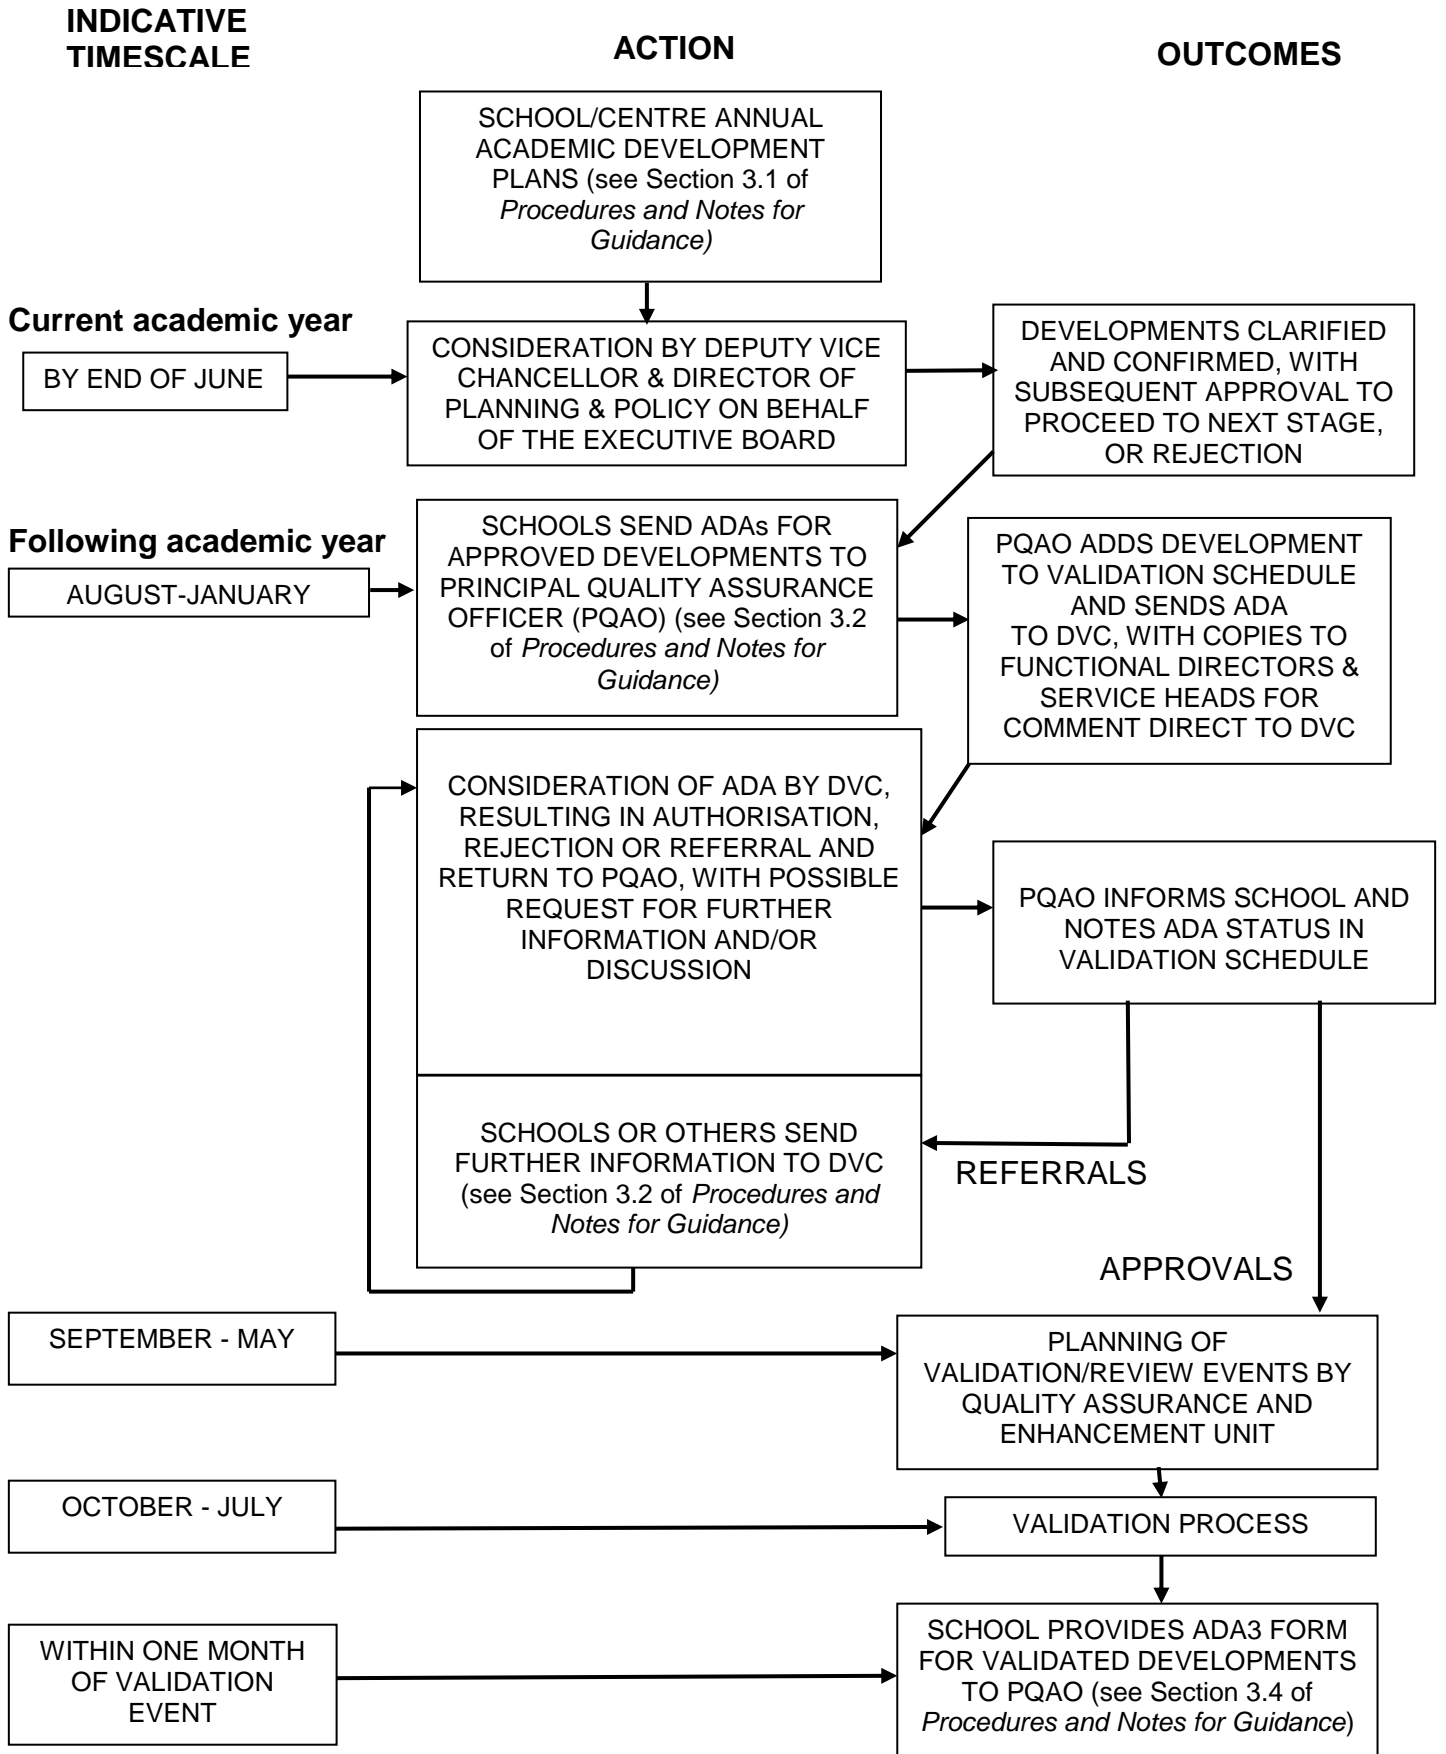 INDICATIVE
TIMESCALE
ACTION
OUTCOMES
SCHOOL/CENTRE ANNUAL
ACADEMIC DEVELOPMENT
PLANS (see Section 3.1 of
Procedures and Notes for
Guidance)
Current academic year
BY END OF JUNE
CONSIDERATION BY DEPUTY VICE
CHANCELLOR & DIRECTOR OF
PLANNING & POLICY ON BEHALF
OF THE EXECUTIVE BOARD
DEVELOPMENTS CLARIFIED
AND CONFIRMED, WITH
SUBSEQUENT APPROVAL TO
PROCEED TO NEXT STAGE,
OR REJECTION
Following academic year
AUGUST-JANUARY
SCHOOLS SEND ADAs FOR
APPROVED DEVELOPMENTS TO
PRINCIPAL QUALITY ASSURANCE
OFFICER (PQAO) (see Section 3.2
of Procedures and Notes for
Guidance)
PQAO ADDS DEVELOPMENT
TO VALIDATION SCHEDULE
AND SENDS ADA
TO DVC, WITH COPIES TO
FUNCTIONAL DIRECTORS &
SERVICE HEADS FOR
COMMENT DIRECT TO DVC
CONSIDERATION OF ADA BY DVC,
RESULTING IN AUTHORISATION,
REJECTION OR REFERRAL AND
RETURN TO PQAO, WITH POSSIBLE
REQUEST FOR FURTHER
INFORMATION AND/OR
DISCUSSION
PQAO INFORMS SCHOOL AND
NOTES ADA STATUS IN
VALIDATION SCHEDULE
SCHOOLS OR OTHERS SEND
FURTHER INFORMATION TO DVC
(see Section 3.2 of Procedures and
Notes for Guidance)
REFERRALS
APPROVALS
SEPTEMBER - MAY
PLANNING OF
VALIDATION/REVIEW EVENTS BY
QUALITY ASSURANCE AND
ENHANCEMENT UNIT
OCTOBER - JULY
VALIDATION PROCESS
WITHIN ONE MONTH
OF VALIDATION
EVENT
SCHOOL PROVIDES ADA3 FORM
FOR VALIDATED DEVELOPMENTS
TO PQAO (see Section 3.4 of
Procedures and Notes for Guidance)